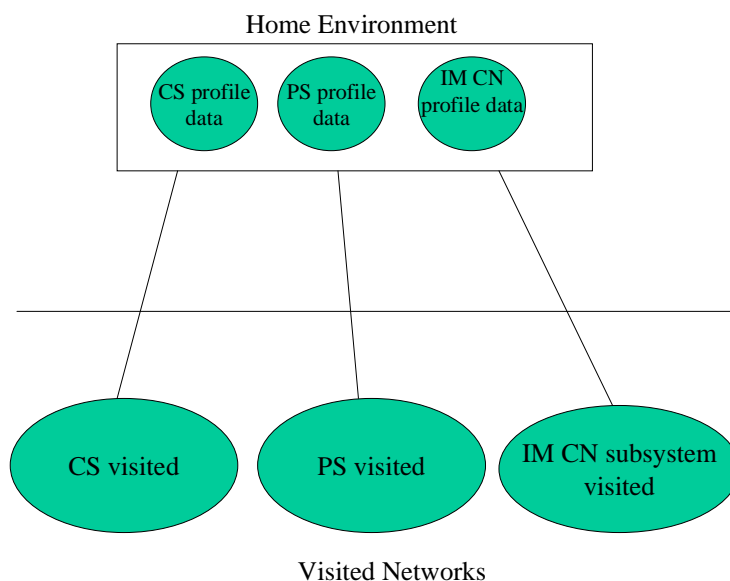 Home Environment
CS profile
data
PS profile
data
IM CN
profile data
CS visited
PS visited
IM CN subsystem
visited
Visited Networks